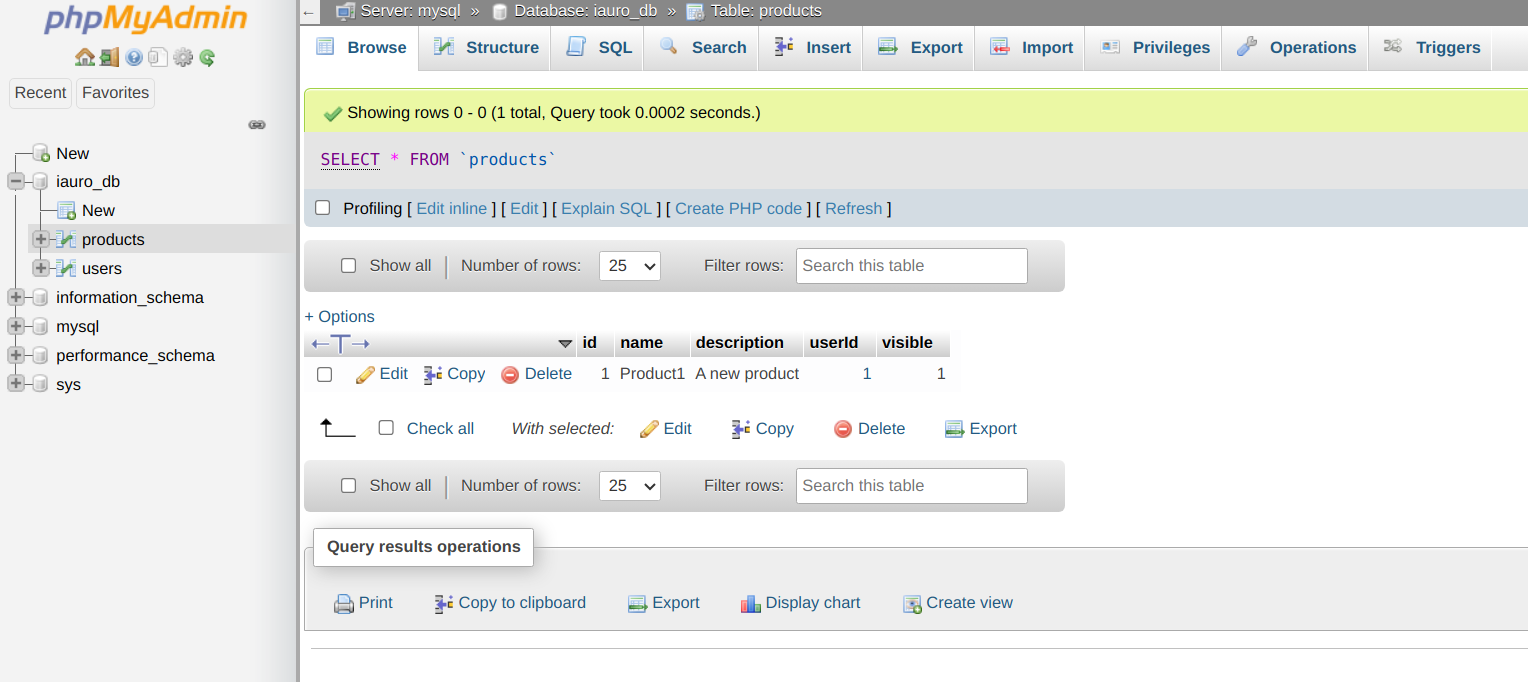 phpMyAdmin
Recent Favorites
New
iauro_db
New
products
users
information_schema
mysql
performance_schema
sys
← Server: mysql » Database: iauro_db » Table: products
Browse Structure SQL Search Insert Export Import Privileges Operations Triggers
Showing rows 0 - 0 (1 total, Query took 0.0002 seconds.)
SELECT * FROM `products`
Profiling [ Edit inline ] [ Edit ] [ Explain SQL ] [ Create PHP code ] [ Refresh ]
Show all Number of rows: 25 Filter rows: Search this table
+ Options
←T→ id name description userId visible
Edit Copy Delete 1 Product1 A new product 1 1
Check all With selected: Edit Copy Delete Export
Show all Number of rows: 25 Filter rows: Search this table
Query results operations
Print Copy to clipboard Export Display chart Create view